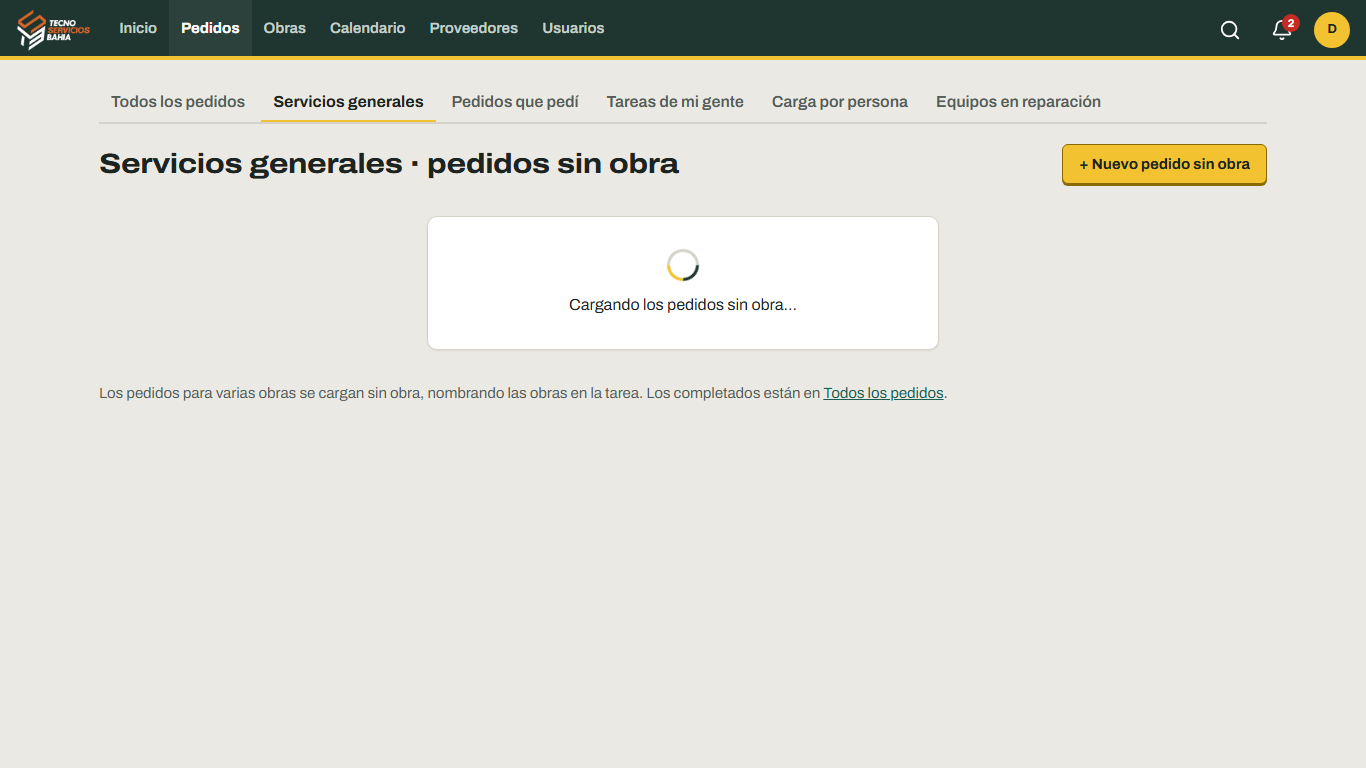 TECNO
SERVICIOS
BAHIA
Inicio
Pedidos
Obras
Calendario
Proveedores
Usuarios
2
D
Todos los pedidos
Servicios generales
Pedidos que pedí
Tareas de mi gente
Carga por persona
Equipos en reparación
Servicios generales · pedidos sin obra
+ Nuevo pedido sin obra
Cargando los pedidos sin obra...
Los pedidos para varias obras se cargan sin obra, nombrando las obras en la tarea. Los completados están en Todos los pedidos.